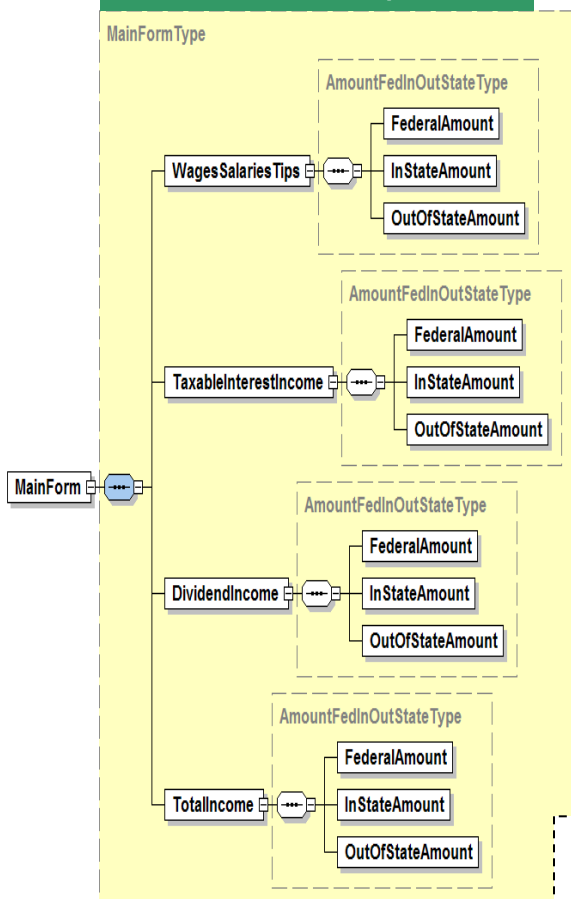 MainFormType
AmountFedInOutStateType
FederalAmount
WagesSalariesTips
InStateAmount
OutOfStateAmount
AmountFedInOutStateType
FederalAmount
TaxableInterestIncome
InStateAmount
OutOfStateAmount
MainForm
AmountFedInOutStateType
FederalAmount
DividendIncome
InStateAmount
OutOfStateAmount
AmountFedInOutStateType
FederalAmount
TotalIncome
InStateAmount
OutOfStateAmount